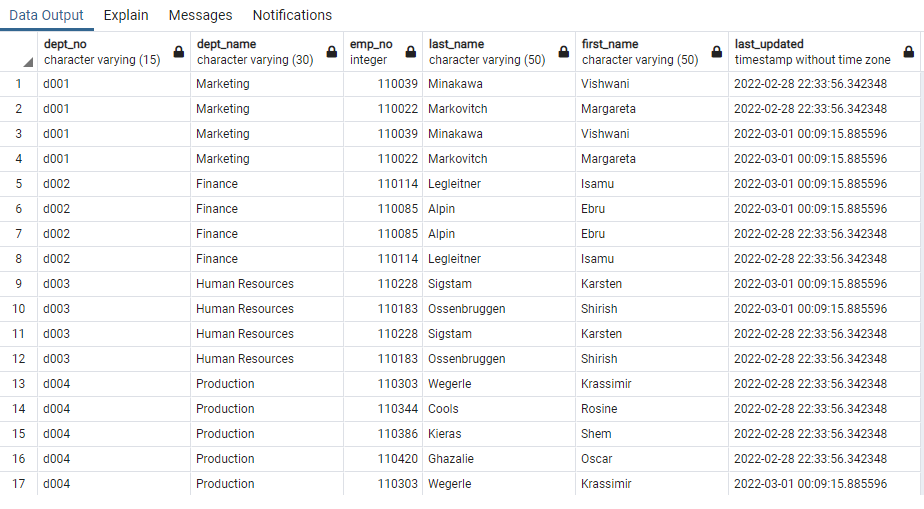 Data Output Explain Messages Notifications
dept_no dept_name emp_no last_name first_name last_updated
character varying (15) character varying (30) integer character varying (50) character varying (50) timestamp without time zone
1 d001 Marketing 110039 Minakawa Vishwani 2022-02-28 22:33:56.342348
2 d001 Marketing 110022 Markovitch Margareta 2022-02-28 22:33:56.342348
3 d001 Marketing 110039 Minakawa Vishwani 2022-03-01 00:09:15.885596
4 d001 Marketing 110022 Markovitch Margareta 2022-03-01 00:09:15.885596
5 d002 Finance 110114 Legleitner Isamu 2022-03-01 00:09:15.885596
6 d002 Finance 110085 Alpin Ebru 2022-03-01 00:09:15.885596
7 d002 Finance 110085 Alpin Ebru 2022-02-28 22:33:56.342348
8 d002 Finance 110114 Legleitner Isamu 2022-02-28 22:33:56.342348
9 d003 Human Resources 110228 Sigstam Karsten 2022-03-01 00:09:15.885596
10 d003 Human Resources 110183 Ossenbruggen Shirish 2022-03-01 00:09:15.885596
11 d003 Human Resources 110228 Sigstam Karsten 2022-02-28 22:33:56.342348
12 d003 Human Resources 110183 Ossenbruggen Shirish 2022-02-28 22:33:56.342348
13 d004 Production 110303 Wegerle Krassimir 2022-02-28 22:33:56.342348
14 d004 Production 110344 Cools Rosine 2022-02-28 22:33:56.342348
15 d004 Production 110386 Kieras Shem 2022-02-28 22:33:56.342348
16 d004 Production 110420 Ghazalie Oscar 2022-02-28 22:33:56.342348
17 d004 Production 110303 Wegerle Krassimir 2022-03-01 00:09:15.885596